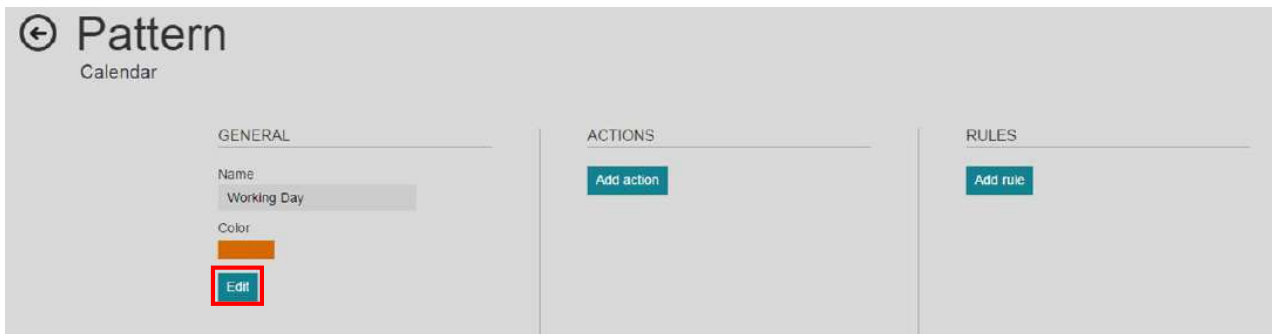 Pattern
Calendar
GENERAL
Name
Working Day
Color
Edit
ACTIONS
Add action
RULES
Add rule